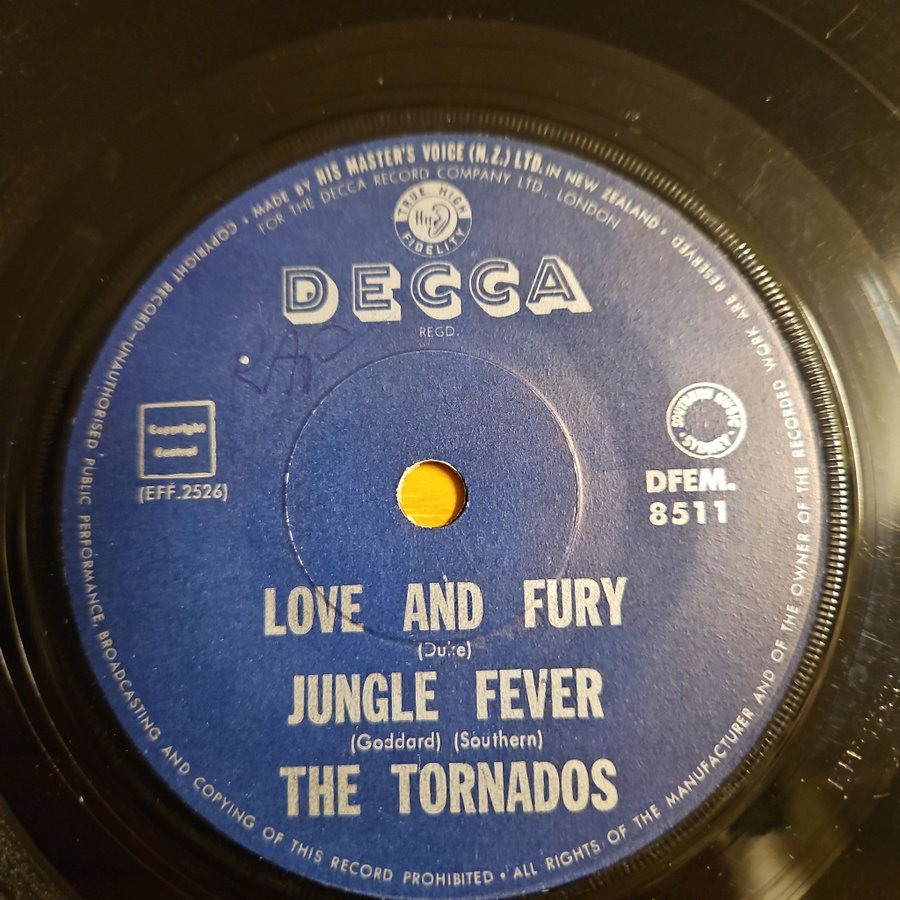 MADE BY HIS MASTER'S VOICE (N.Z.) LTD. IN NEW ZEALAND •
FOR THE DECCA RECORD COMPANY LTD., LONDON
TRUE HIGH FIDELITY
DECCA
REGD.
Copyright
Control
(EFF.2526)
SOUTHERN MUSIC • SYDNEY •
DFEM.
8511
LOVE AND FURY
(Duke)
JUNGLE FEVER
(Goddard) (Southern)
THE TORNADOS
COPYRIGHT RECORD—UNAUTHORISED PUBLIC PERFORMANCE, BROADCASTING AND COPYING OF THIS RECORD PROHIBITED • ALL RIGHTS OF THE MANUFACTURER AND OF THE OWNER OF THE RECORDED WORK ARE RESERVED •